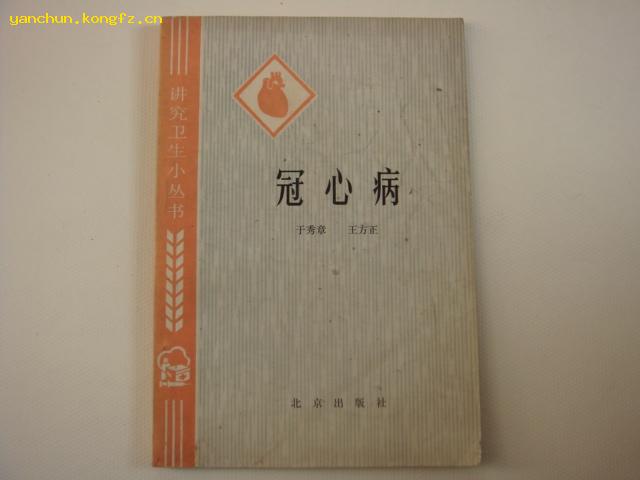 yanchun.kongfz.cn
讲究卫生小丛书
冠心病
于秀章 王方正
北京出版社